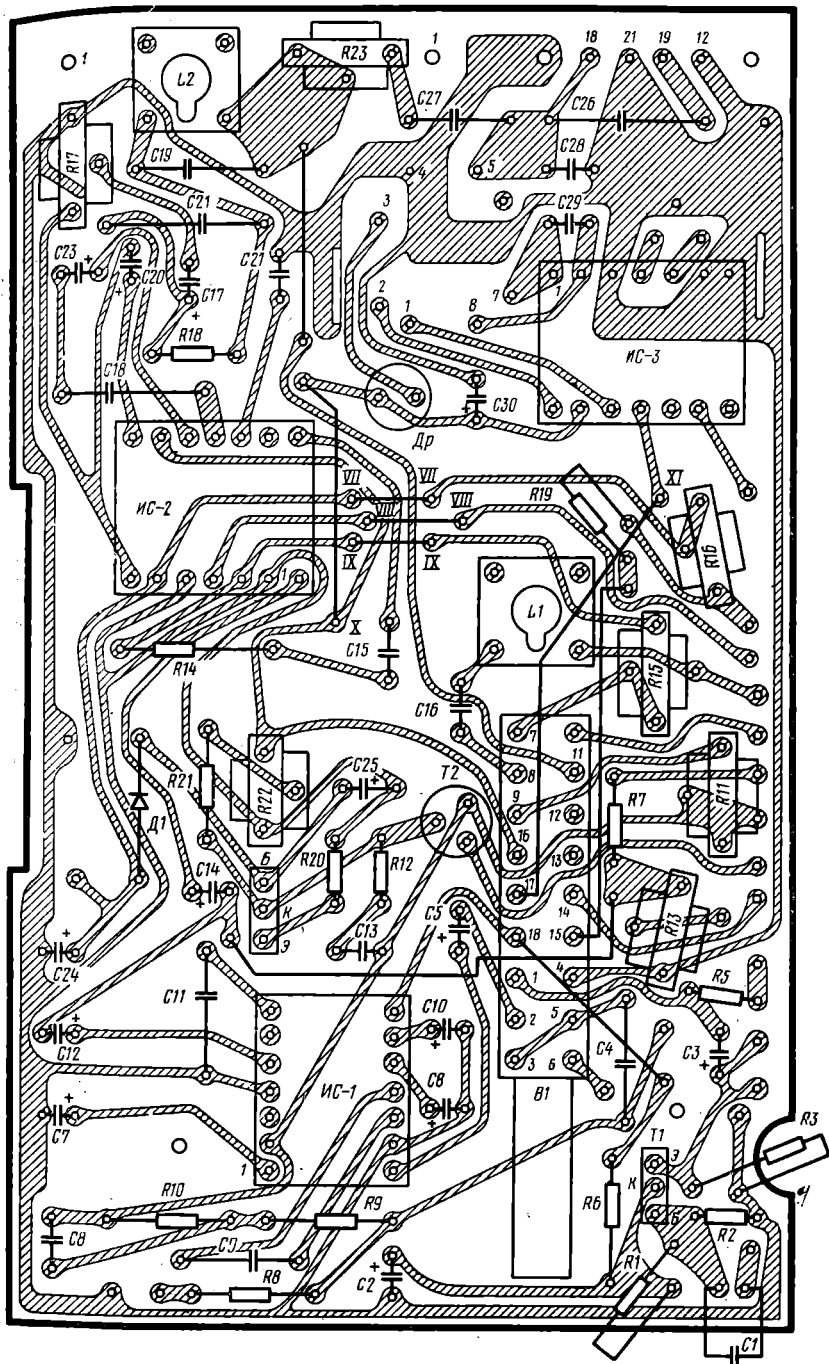 R23
1
18
21
19
12
1
L2
C27
C26
R17
C19
4
5
C28
C21
3
C29
C23
+
C20
+
C21
C17
+
7
1
2
1
8
R18
ИС-3
C18
C30
+
Др
VII
VII
XI
ИС-2
VIII
VIII
R19
R16
IX
IX
1
L1
X
C15
R14
R15
C16
7
11
C25
+
T2
8
R21
R22
9
12
R7
R11
Д1
16
13
Б
R20
R12
C14
+
17
14
К
C5
+
18
15
R13
Э
C13
+
C24
C11
1
4
R5
+
C12
C10
+
2
5
C4
C3
+
ИС-1
3
6
+
C7
C8
+
В1
T1
R3
1
Э
К
Б
R10
R9
R6
R2
C8
C9
+
C2
R1
R8
C1